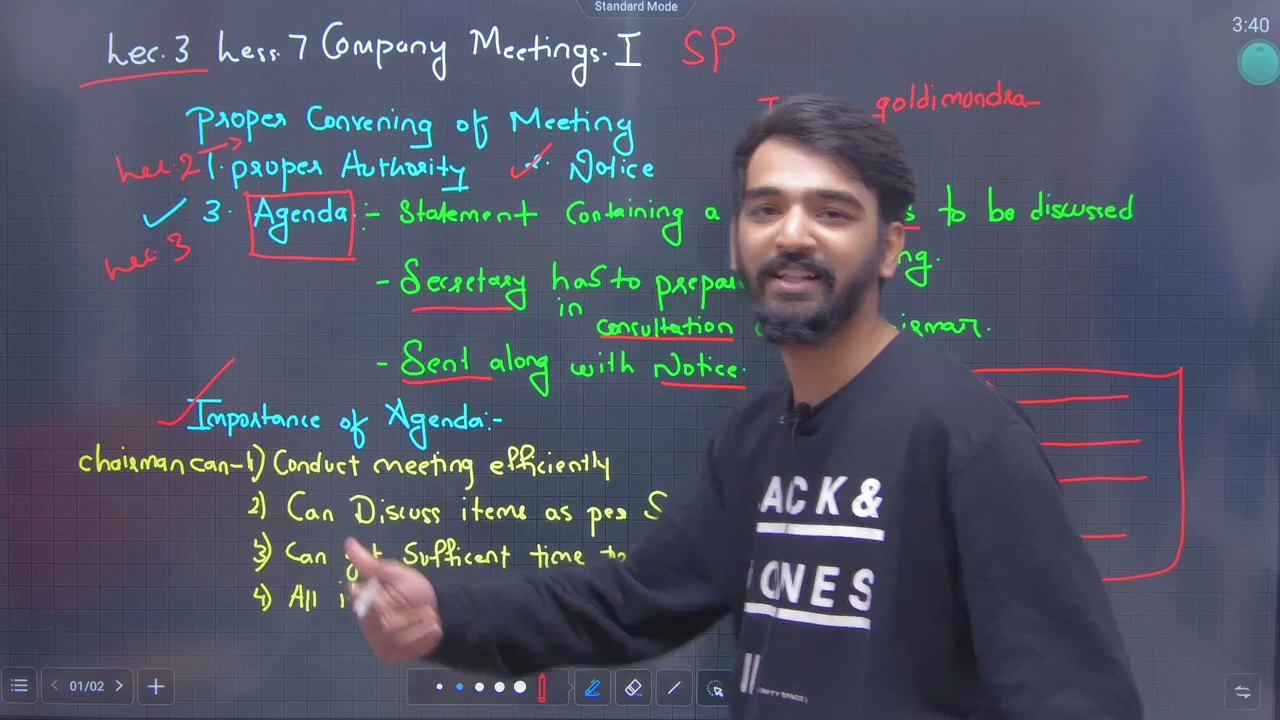 Standard Mode
3:40
Lec. 3 Less. 7 Company Meetings. I SP
goldimondra
Proper Convening of Meeting
Lec. 2 1. proper Authority 2. Notice
3. Agenda :- Statement Containing a to be discussed
Lec. 3
- Secretary has to prepar ng.
in consultation
- Sent along with Notice.
Importance of Agenda:-
chairman can - 1) Conduct meeting efficiently
2) Can Discuss items as per S
3) Can Sufficent time
4) All
ACK &
ONES
01/02